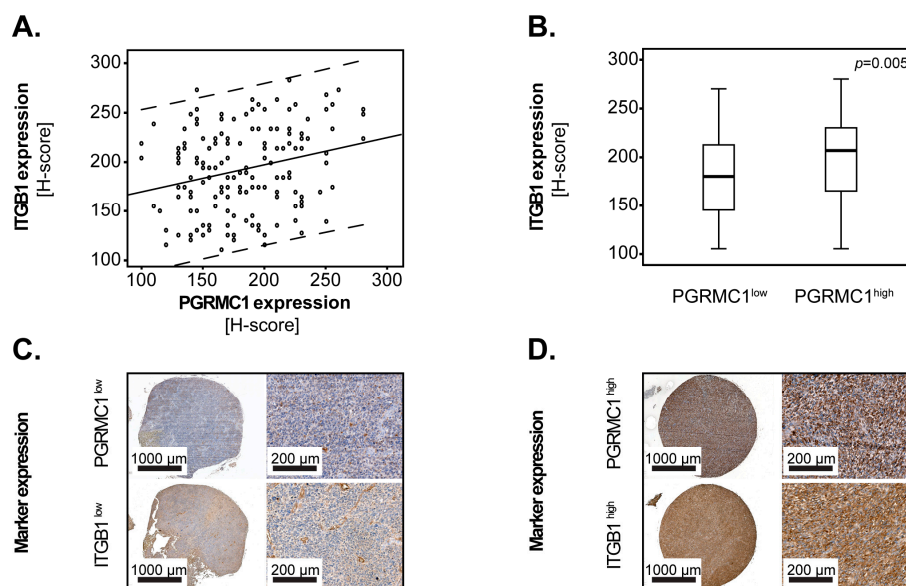 A.
ITGB1 expression
[H-score]
300
250
200
150
100
100 150 200 250 300
PGRMC1 expression
[H-score]
B.
ITGB1 expression
[H-score]
300
250
200
150
100
p=0.005
PGRMC1low PGRMC1high
C.
Marker expression
PGRMC1low
1000 µm 200 µm
ITGB1low
1000 µm 200 µm
D.
Marker expression
PGRMC1high
1000 µm 200 µm
ITGB1high
1000 µm 200 µm